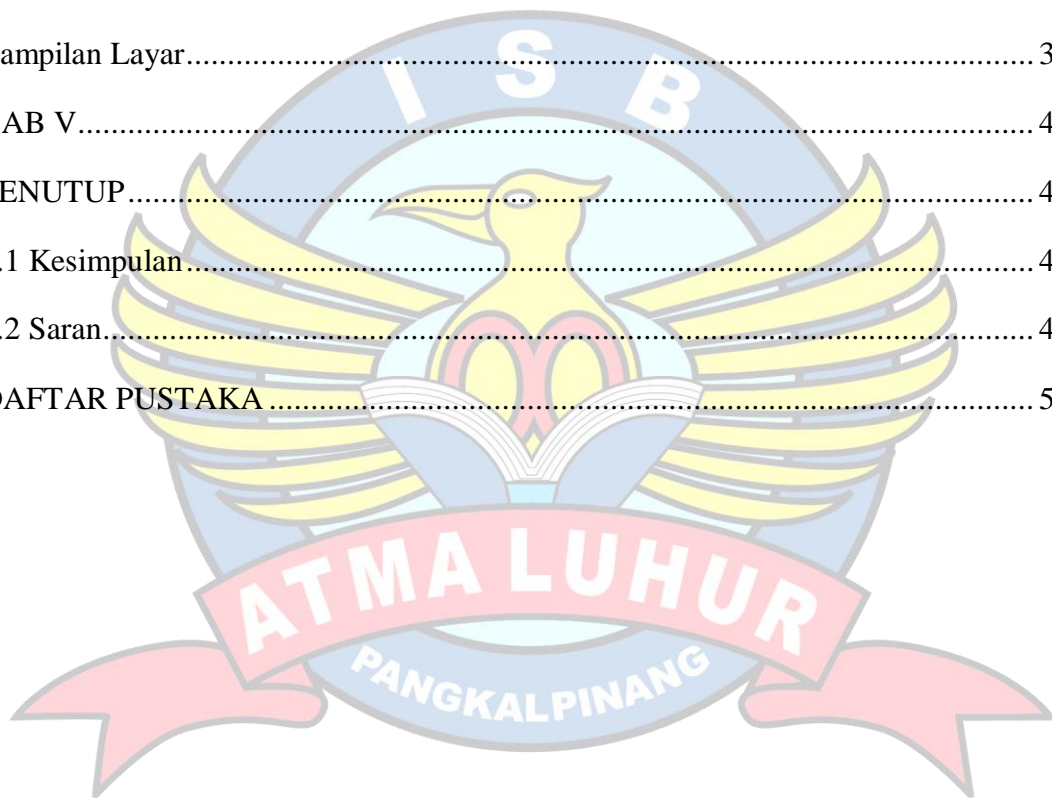 ampilan Layar........................................................................................................ 3
AB V..................................................................................................................... 4
ENUTUP............................................................................................................... 4
.1 Kesimpulan........................................................................................................ 4
.2 Saran.................................................................................................................. 4
DAFTAR PUSTAKA............................................................................................. 5
I S B
ATMA LUHUR
PANGKALPINANG